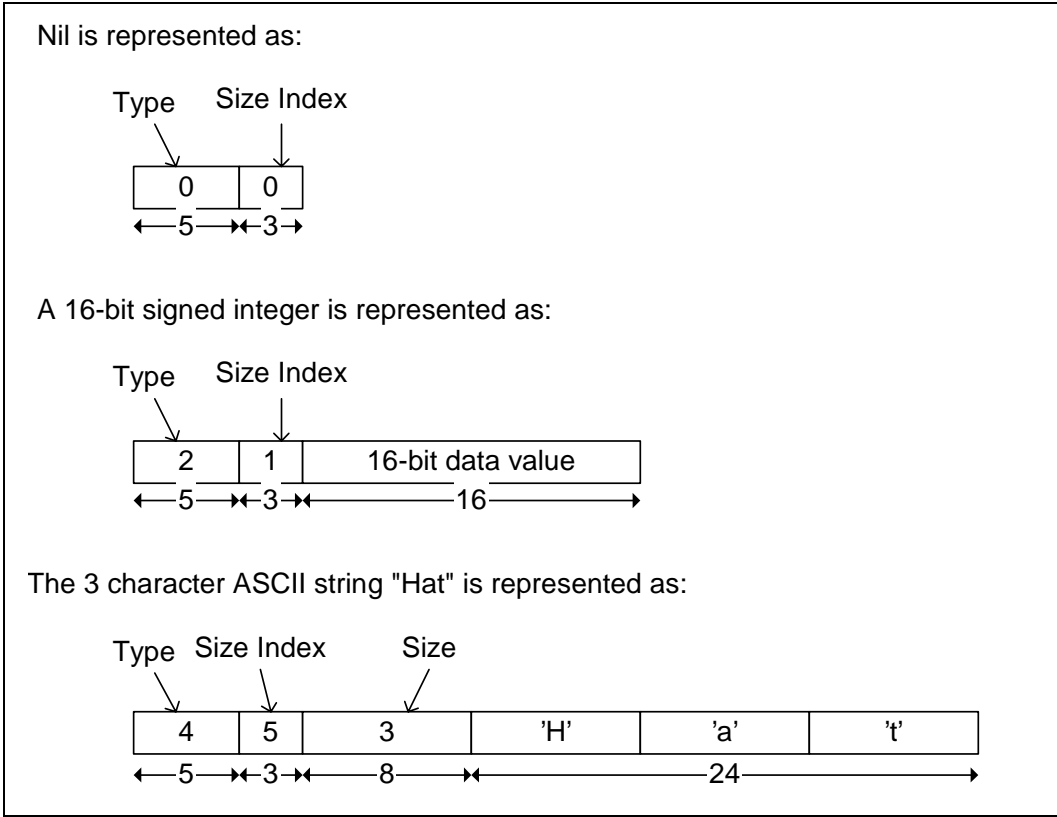 Nil is represented as:
Type Size Index
0 0
5 3
A 16-bit signed integer is represented as:
Type Size Index
2 1 16-bit data value
5 3 16
The 3 character ASCII string "Hat" is represented as:
Type Size Index Size
4 5 3 'H' 'a' 't'
5 3 8 24